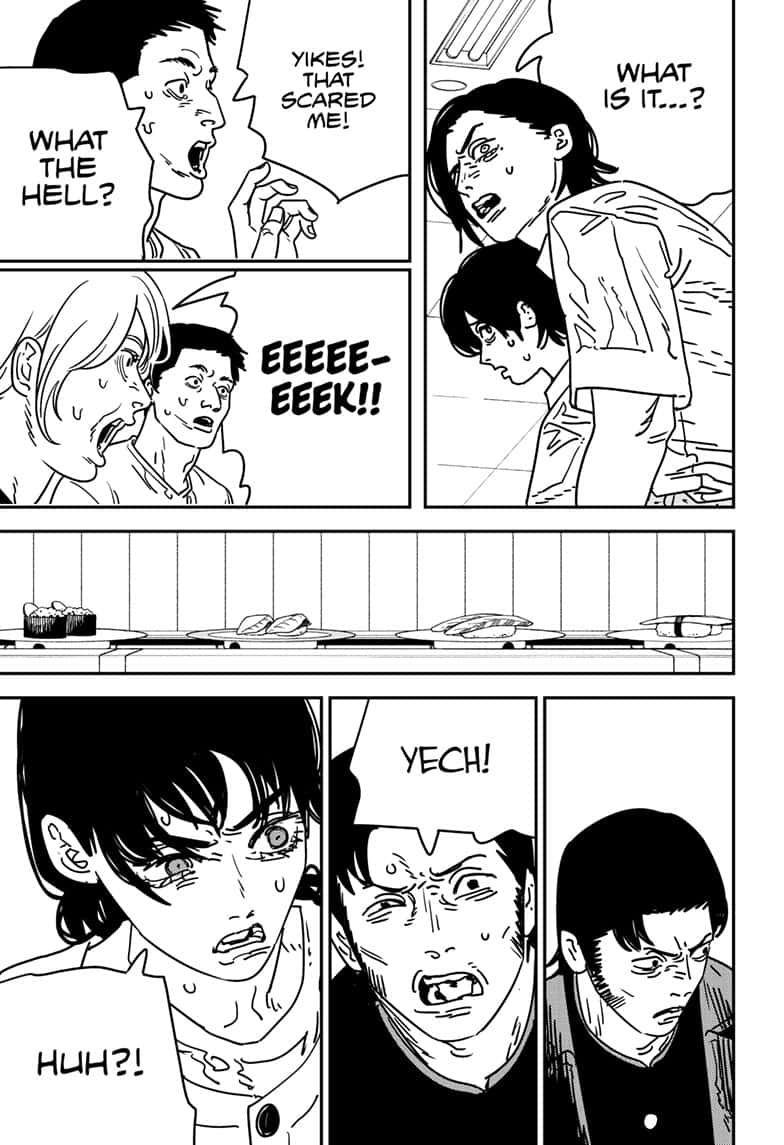 WHAT
IS IT...?
YIKES!
THAT
SCARED
ME!
WHAT
THE
HELL?
EEEEE-
EEEK!!
YECH!
HUH?!